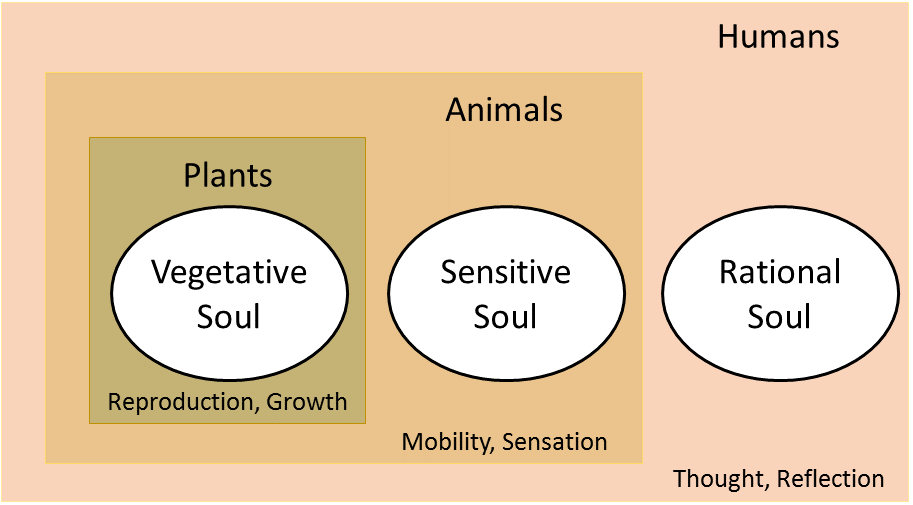 Humans
Animals
Plants
Vegetative
Soul
Sensitive
Soul
Rational
Soul
Reproduction, Growth
Mobility, Sensation
Thought, Reflection